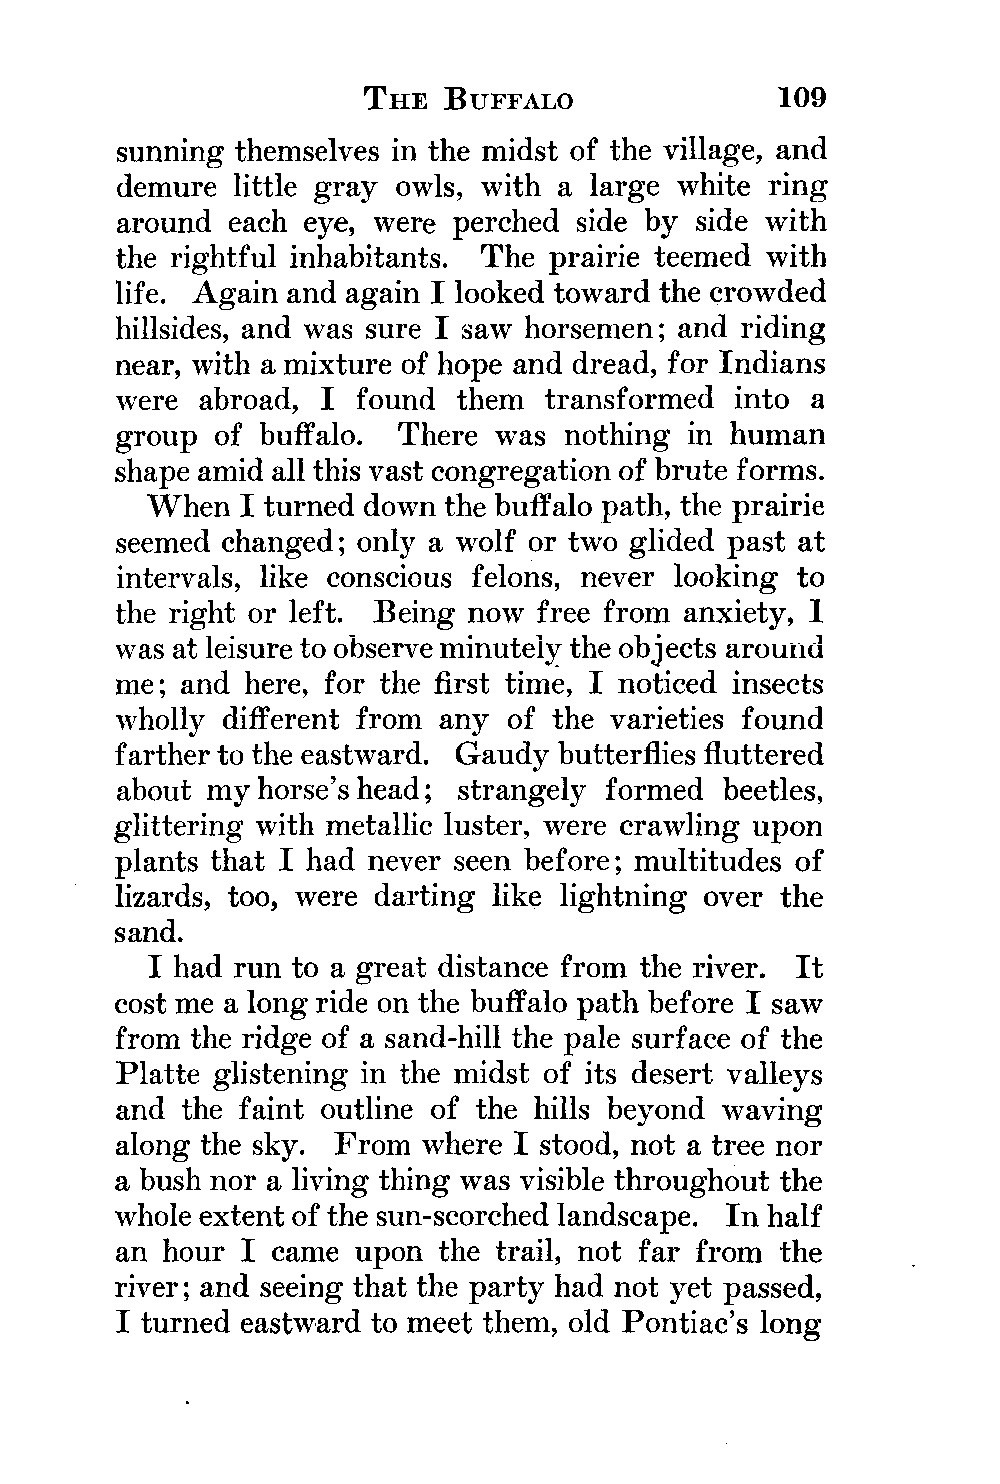 THE BUFFALO 109
sunning themselves in the midst of the village, and
demure little gray owls, with a large white ring
around each eye, were perched side by side with
the rightful inhabitants. The prairie teemed with
life. Again and again I looked toward the crowded
hillsides, and was sure I saw horsemen; and riding
near, with a mixture of hope and dread, for Indians
were abroad, I found them transformed into a
group of buffalo. There was nothing in human
shape amid all this vast congregation of brute forms.
When I turned down the buffalo path, the prairie
seemed changed; only a wolf or two glided past at
intervals, like conscious felons, never looking to
the right or left. Being now free from anxiety, I
was at leisure to observe minutely the objects around
me; and here, for the first time, I noticed insects
wholly different from any of the varieties found
farther to the eastward. Gaudy butterflies fluttered
about my horse's head; strangely formed beetles,
glittering with metallic luster, were crawling upon
plants that I had never seen before; multitudes of
lizards, too, were darting like lightning over the
sand.
I had run to a great distance from the river. It
cost me a long ride on the buffalo path before I saw
from the ridge of a sand-hill the pale surface of the
Platte glistening in the midst of its desert valleys
and the faint outline of the hills beyond waving
along the sky. From where I stood, not a tree nor
a bush nor a living thing was visible throughout the
whole extent of the sun-scorched landscape. In half
an hour I came upon the trail, not far from the
river; and seeing that the party had not yet passed,
I turned eastward to meet them, old Pontiac's long